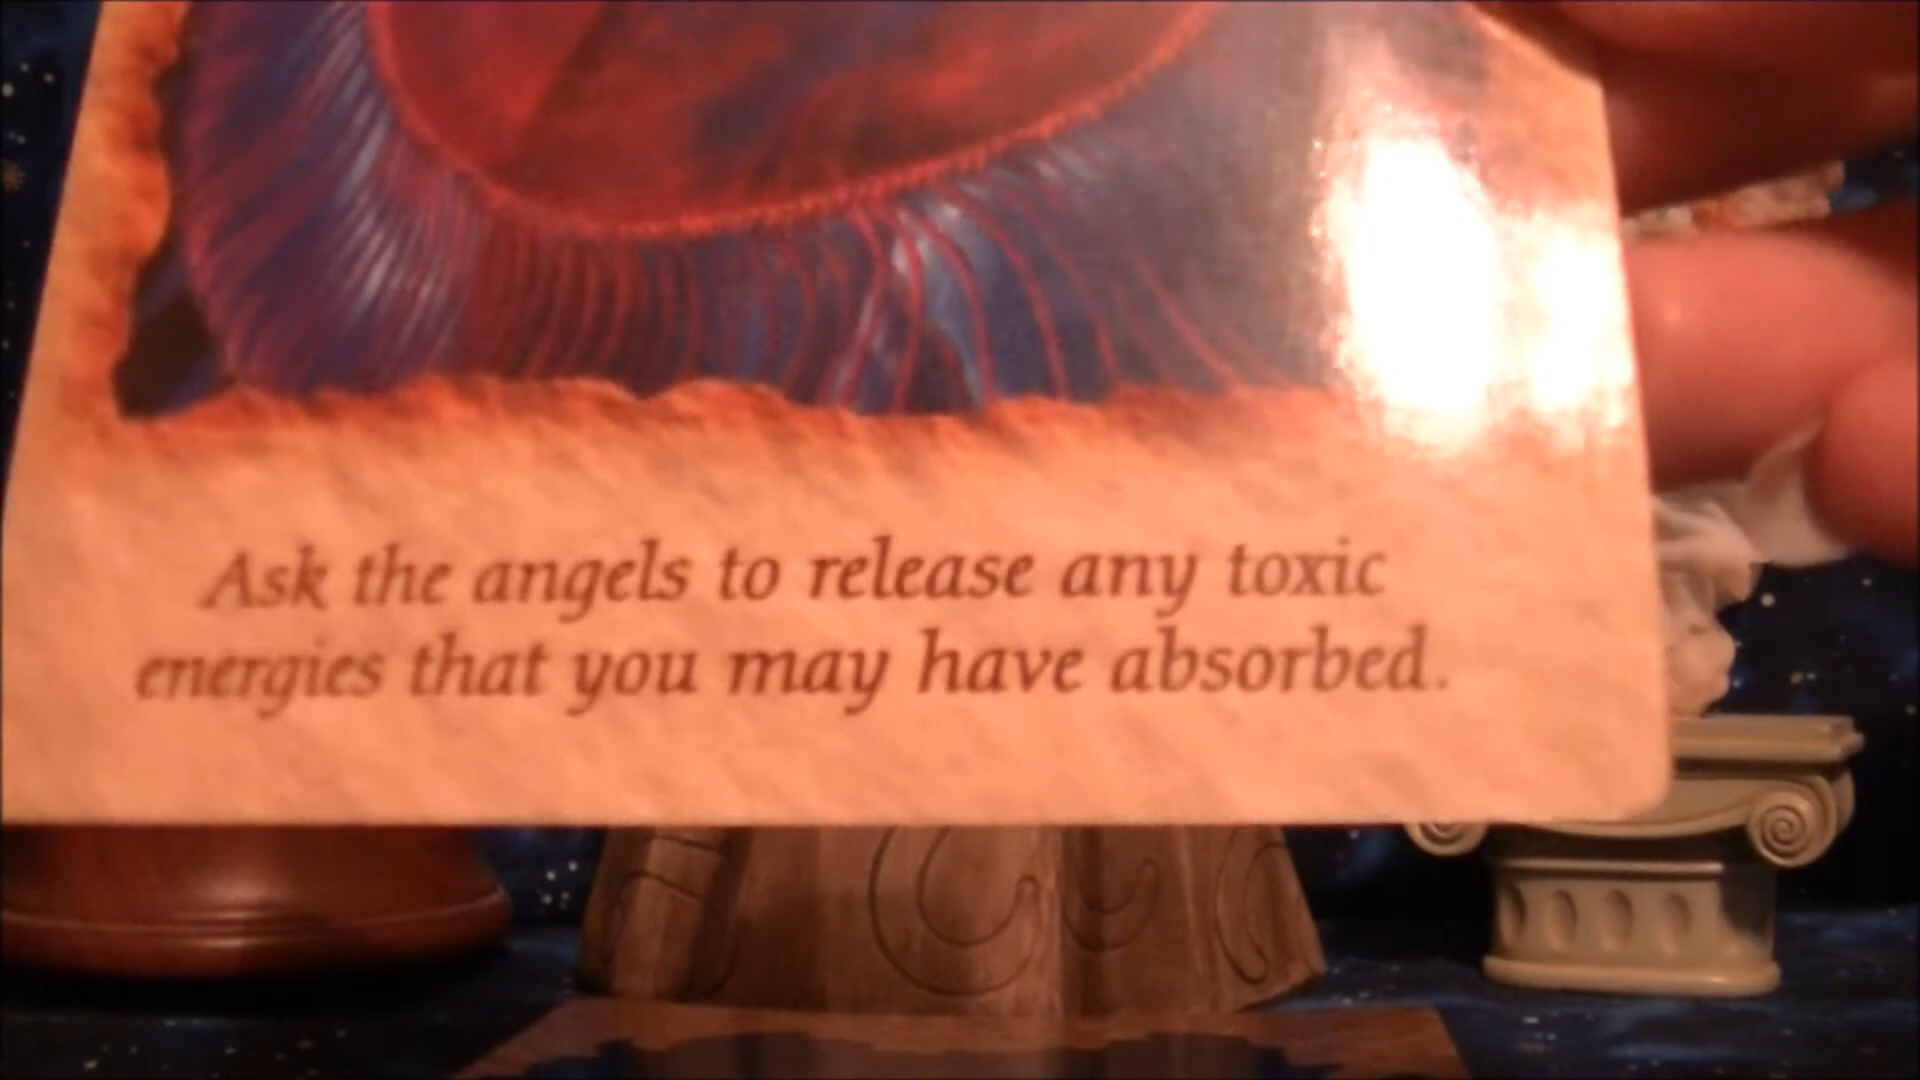 Ask the angels to release any toxic
energies that you may have absorbed.